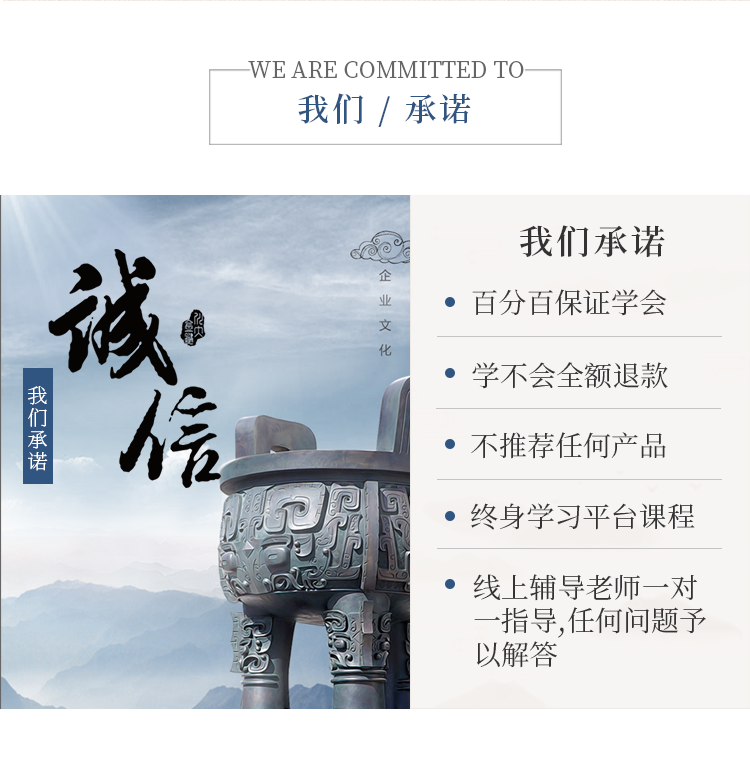 WE ARE COMMITTED TO
我们 / 承诺
誠信
企业文化
我们承诺
我们承诺
百分百保证学会
学不会全额退款
不推荐任何产品
终身学习平台课程
线上辅导老师一对
一指导,任何问题予
以解答